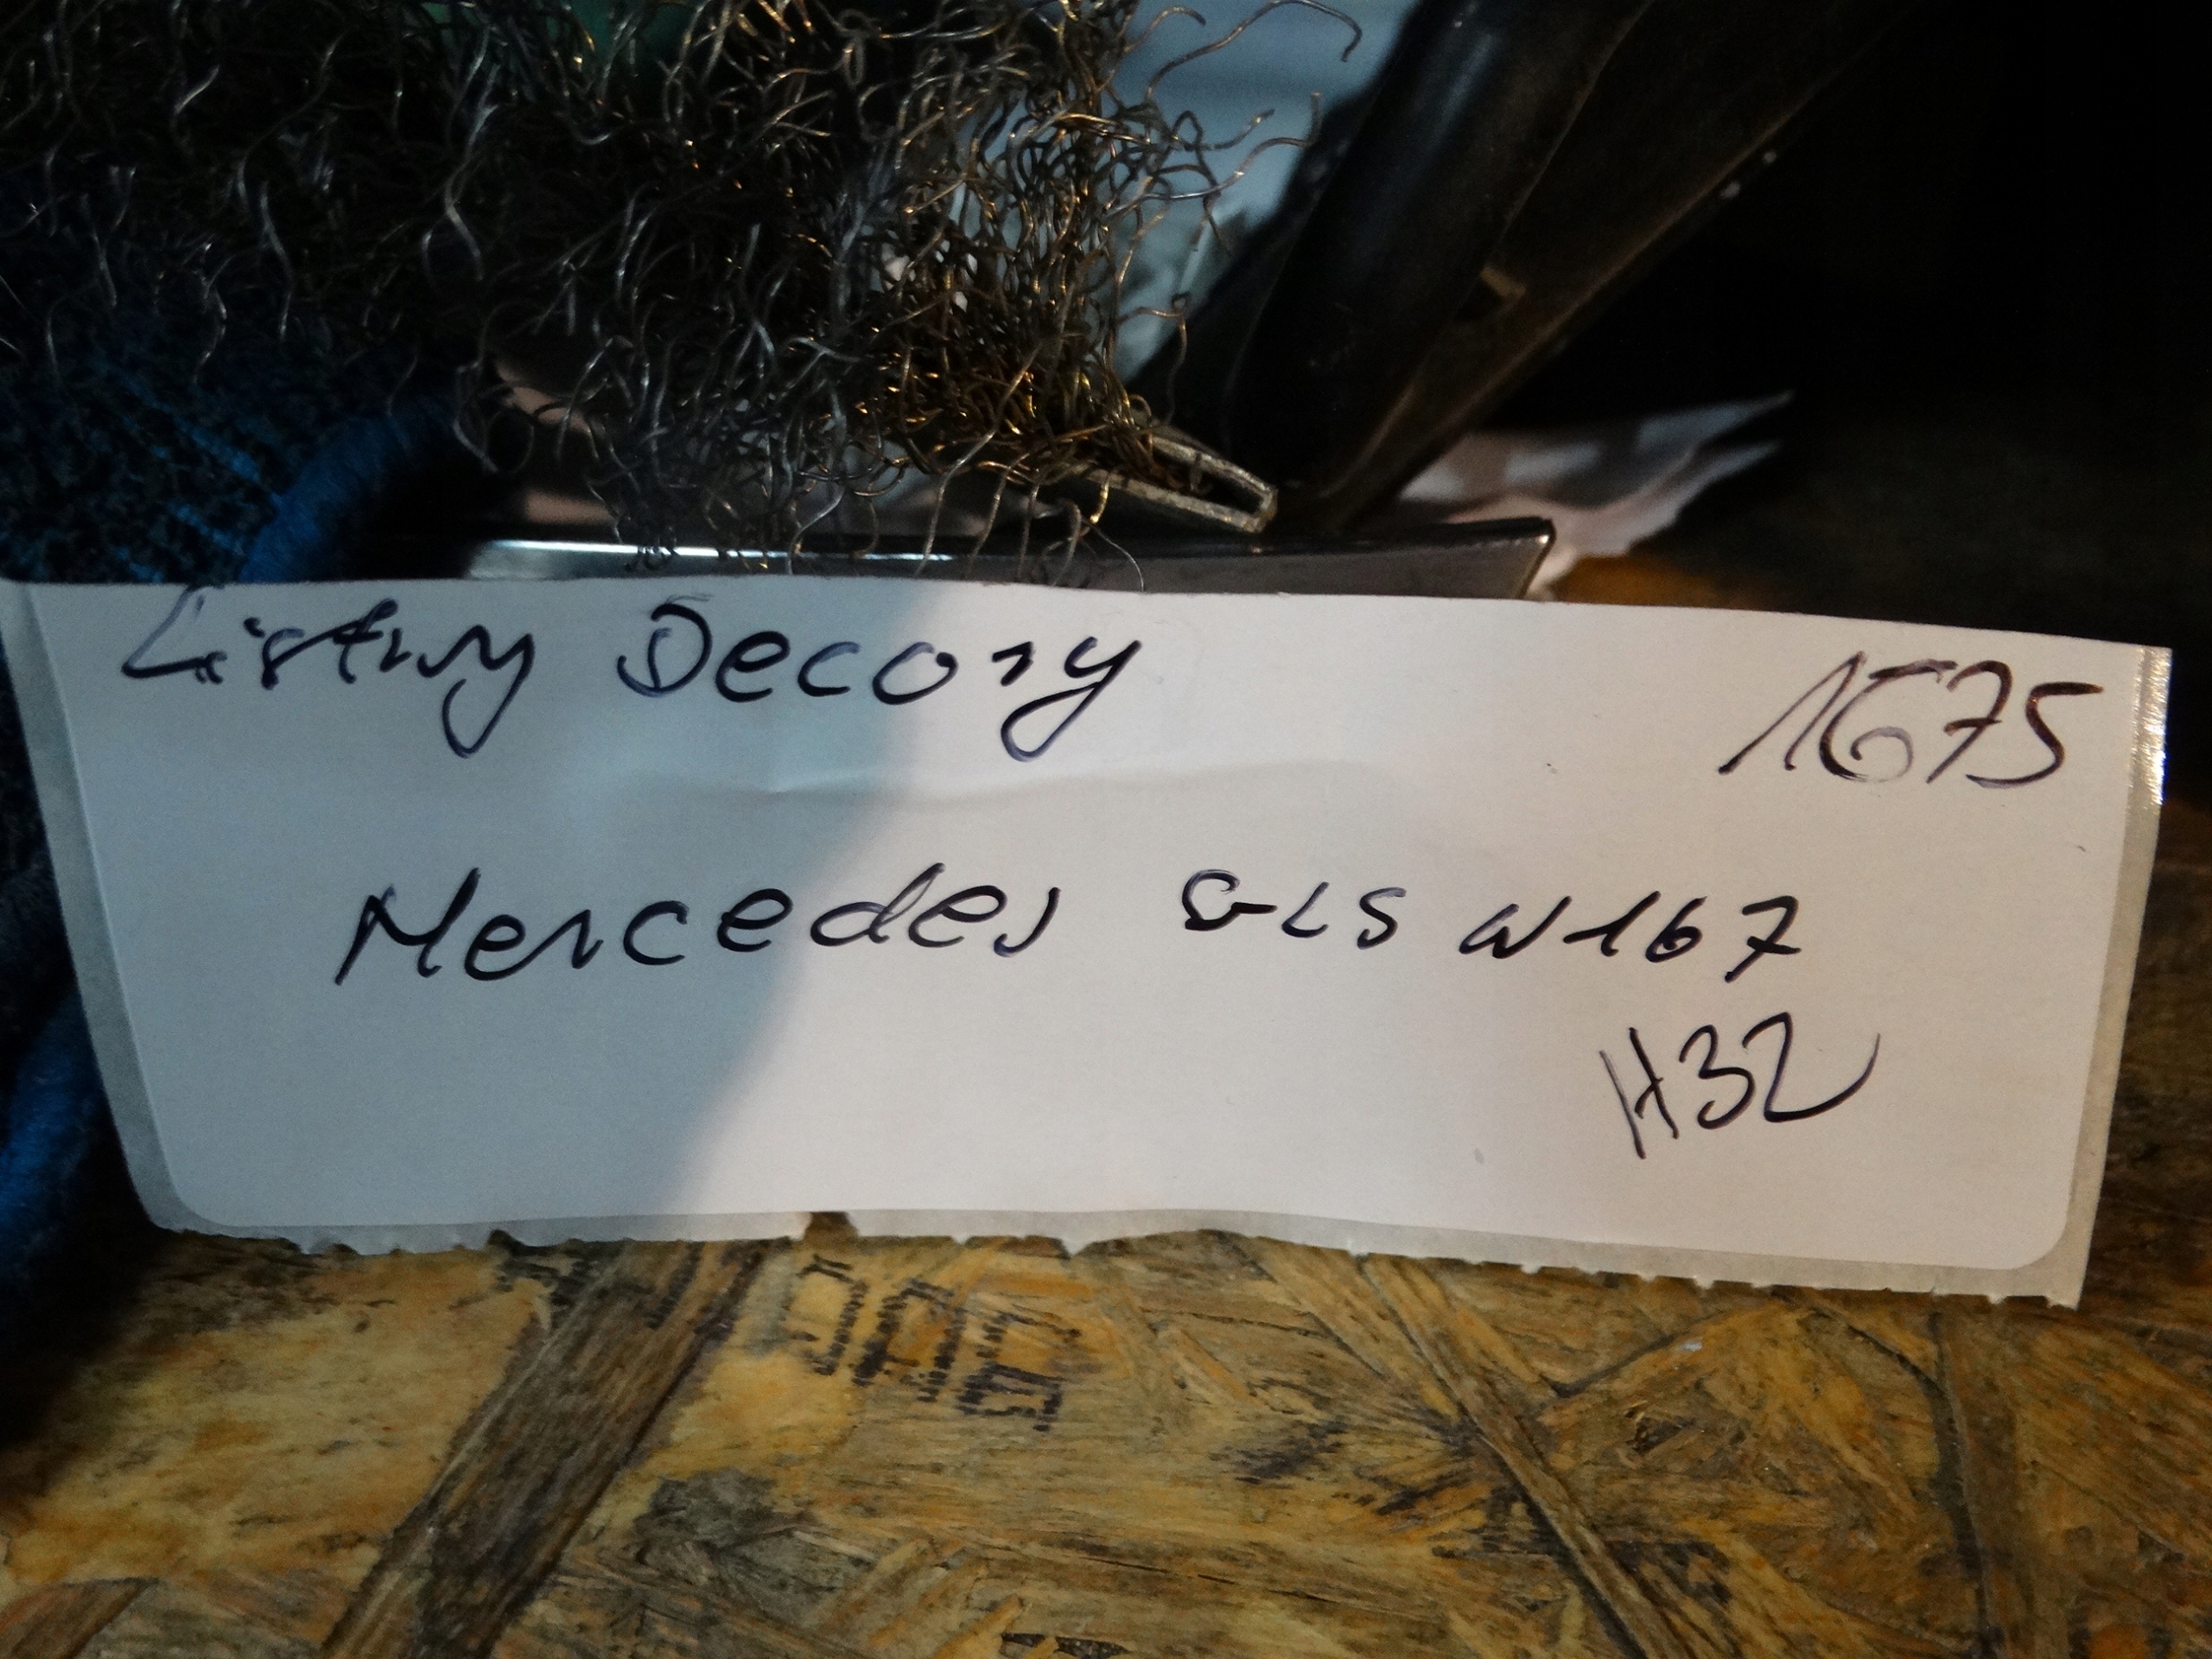 Listwy Decory 1675
Mercedes GLS W167
H32